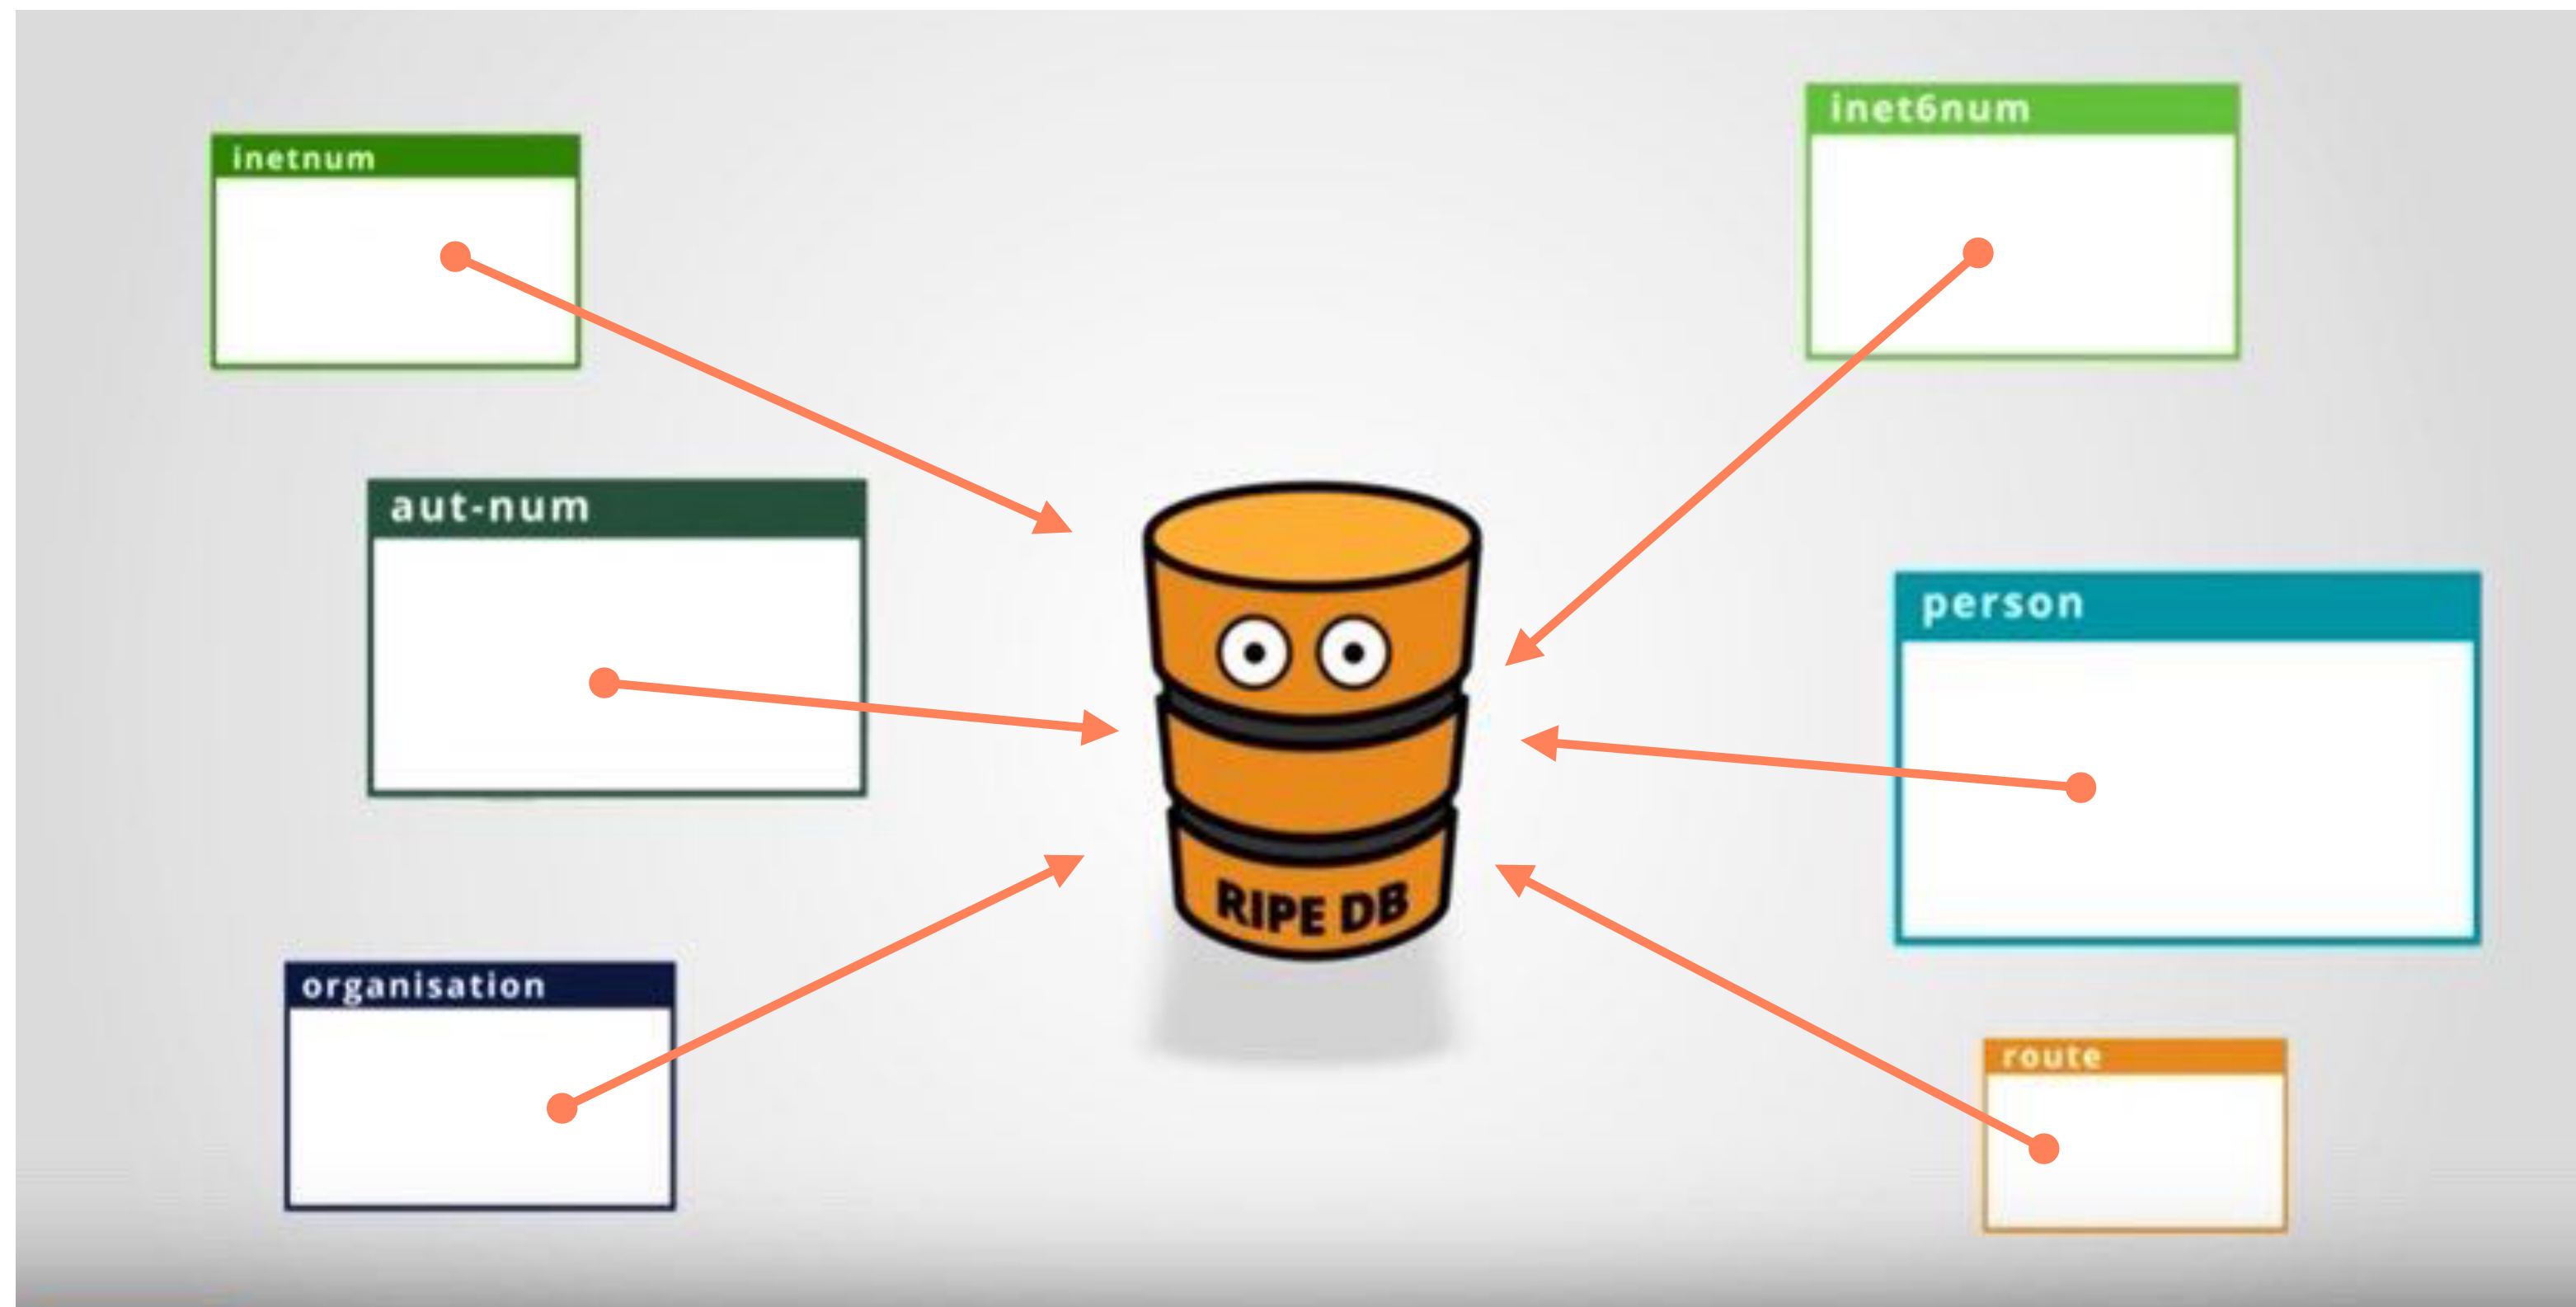 inetnum
inet6num
aut-num
person
RIPE DB
organisation
route